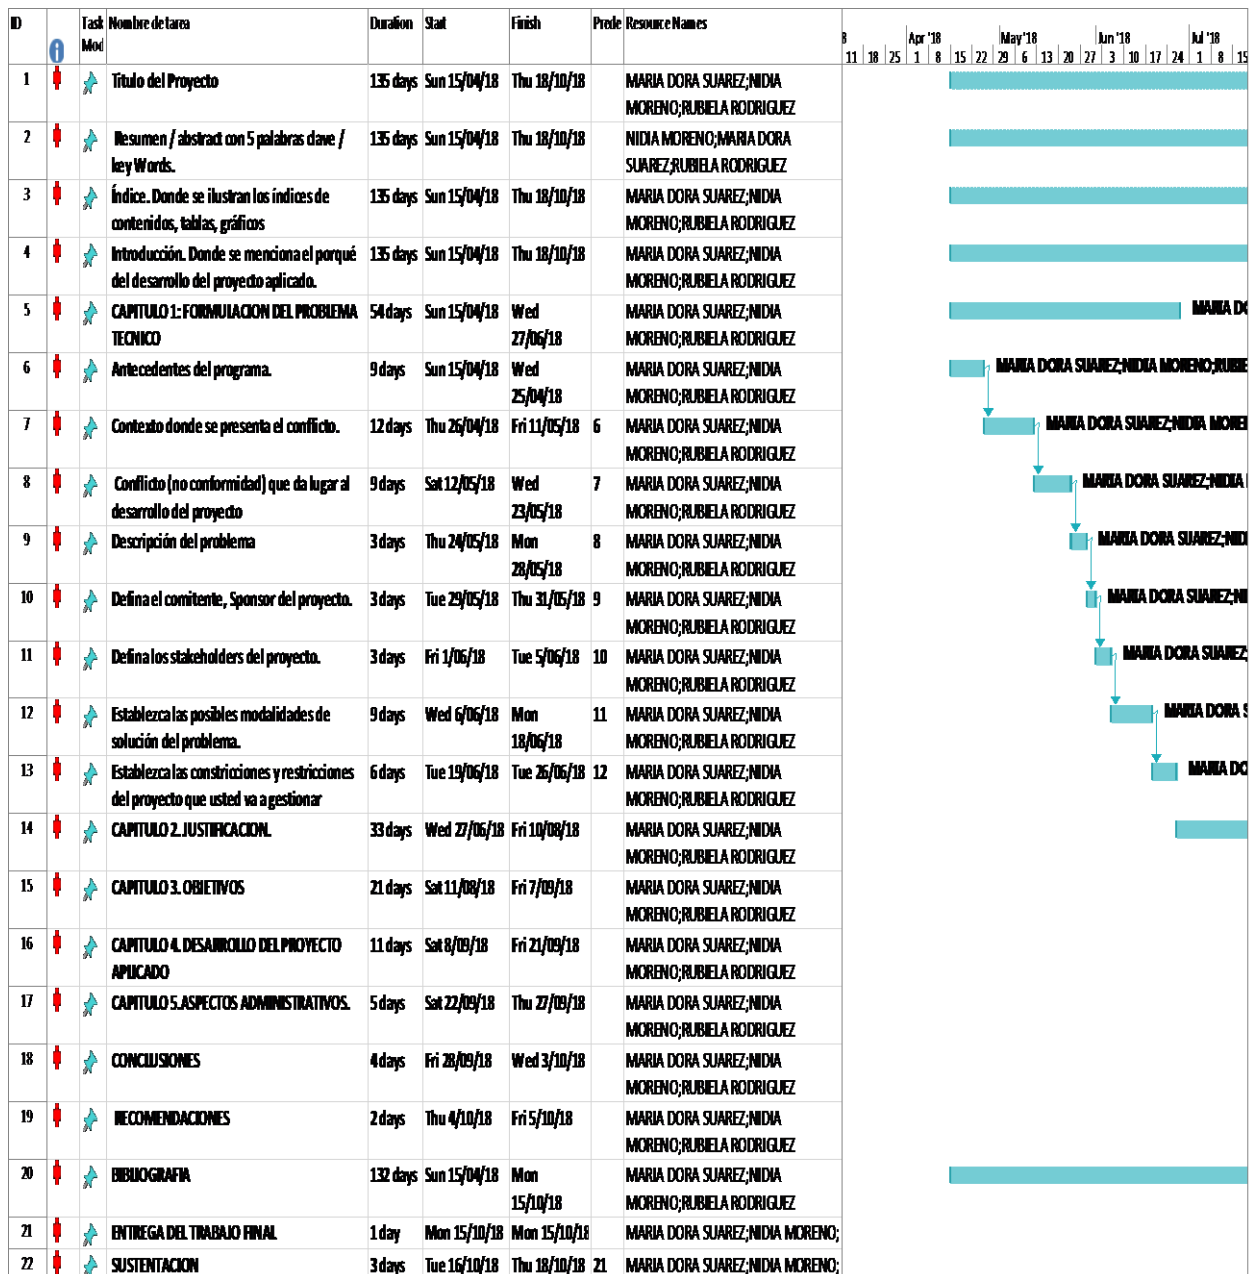 ID Task Mod Nombre de tarea Duration Start Finish Prede Resource Names
8 Apr '18 May '18 Jun '18 Jul '18
11 18 25 1 8 15 22 29 6 13 20 27 3 10 17 24 1 8 15
1 Titulo del Proyecto 135 days Sun 15/04/18 Thu 18/10/18 MARIA DORA SUAREZ;NIDIA
MORENO;RUBIELA RODRIGUEZ
2 Resumen / abstract con 5 palabras clave / 135 days Sun 15/04/18 Thu 18/10/18 NIDIA MORENO;MARIA DORA
key Words. SUAREZ;RUBIELA RODRIGUEZ
3 Índice. Donde se ilustran los índices de 135 days Sun 15/04/18 Thu 18/10/18 MARIA DORA SUAREZ;NIDIA
contenidos, tablas, gráficos MORENO;RUBIELA RODRIGUEZ
4 Introducción. Donde se menciona el porqué 135 days Sun 15/04/18 Thu 18/10/18 MARIA DORA SUAREZ;NIDIA
del desarrollo del proyecto aplicado. MORENO;RUBIELA RODRIGUEZ
5 CAPITULO 1: FORMULACION DEL PROBLEMA 54 days Sun 15/04/18 Wed MARIA DORA SUAREZ;NIDIA MARIA DO
TECNICO 27/06/18 MORENO;RUBIELA RODRIGUEZ
6 Antecedentes del programa. 9 days Sun 15/04/18 Wed MARIA DORA SUAREZ;NIDIA MARIA DORA SUAREZ;NIDIA MORENO;RUBIE
25/04/18 MORENO;RUBIELA RODRIGUEZ
7 Contexto donde se presenta el conflicto. 12 days Thu 26/04/18 Fri 11/05/18 6 MARIA DORA SUAREZ;NIDIA MARIA DORA SUAREZ;NIDIA MOREN
MORENO;RUBIELA RODRIGUEZ
8 Conflicto (no conformidad) que da lugar al 9 days Sat 12/05/18 Wed 7 MARIA DORA SUAREZ;NIDIA MARIA DORA SUAREZ;NIDIA
desarrollo del proyecto 23/05/18 MORENO;RUBIELA RODRIGUEZ
9 Descripción del problema 3 days Thu 24/05/18 Mon 8 MARIA DORA SUAREZ;NIDIA MARIA DORA SUAREZ;NID
28/05/18 MORENO;RUBIELA RODRIGUEZ
10 Defina el comitente, Sponsor del proyecto. 3 days Tue 29/05/18 Thu 31/05/18 9 MARIA DORA SUAREZ;NIDIA MARIA DORA SUAREZ;NI
MORENO;RUBIELA RODRIGUEZ
11 Defina los stakeholders del proyecto. 3 days Fri 1/06/18 Tue 5/06/18 10 MARIA DORA SUAREZ;NIDIA MARIA DORA SUAREZ;
MORENO;RUBIELA RODRIGUEZ
12 Establezca las posibles modalidades de 9 days Wed 6/06/18 Mon 11 MARIA DORA SUAREZ;NIDIA MARIA DORA S
solución del problema. 18/06/18 MORENO;RUBIELA RODRIGUEZ
13 Establezca las constricciones y restricciones 6 days Tue 19/06/18 Tue 26/06/18 12 MARIA DORA SUAREZ;NIDIA MARIA DO
del proyecto que usted va a gestionar MORENO;RUBIELA RODRIGUEZ
14 CAPITULO 2. JUSTIFICACION. 33 days Wed 27/06/18 Fri 10/08/18 MARIA DORA SUAREZ;NIDIA
MORENO;RUBIELA RODRIGUEZ
15 CAPITULO 3. OBJETIVOS 21 days Sat 11/08/18 Fri 7/09/18 MARIA DORA SUAREZ;NIDIA
MORENO;RUBIELA RODRIGUEZ
16 CAPITULO 4. DESARROLLO DEL PROYECTO 11 days Sat 8/09/18 Fri 21/09/18 MARIA DORA SUAREZ;NIDIA
APLICADO MORENO;RUBIELA RODRIGUEZ
17 CAPITULO 5. ASPECTOS ADMINISTRATIVOS. 5 days Sat 22/09/18 Thu 27/09/18 MARIA DORA SUAREZ;NIDIA
MORENO;RUBIELA RODRIGUEZ
18 CONCLUSIONES 4 days Fri 28/09/18 Wed 3/10/18 MARIA DORA SUAREZ;NIDIA
MORENO;RUBIELA RODRIGUEZ
19 RECOMENDACIONES 2 days Thu 4/10/18 Fri 5/10/18 MARIA DORA SUAREZ;NIDIA
MORENO;RUBIELA RODRIGUEZ
20 BIBLIOGRAFIA 132 days Sun 15/04/18 Mon MARIA DORA SUAREZ;NIDIA
15/10/18 MORENO;RUBIELA RODRIGUEZ
21 ENTREGA DEL TRABAJO FINAL 1 day Mon 15/10/18 Mon 15/10/18 MARIA DORA SUAREZ;NIDIA MORENO;
22 SUSTENTACION 3 days Tue 16/10/18 Thu 18/10/18 21 MARIA DORA SUAREZ;NIDIA MORENO;